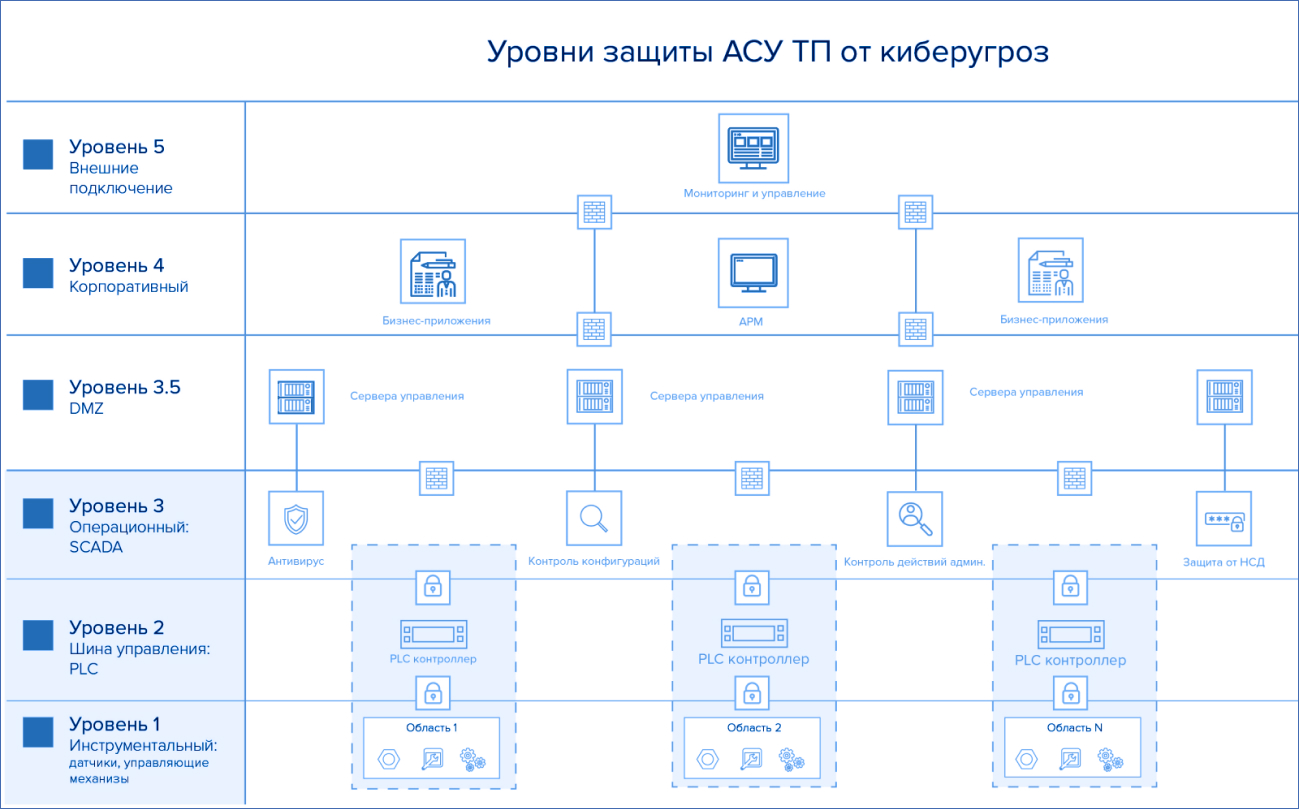 Уровни защиты АСУ ТП от киберугроз
Уровень 5
Внешние
подключение
Мониторинг и управление
Уровень 4
Корпоративный
Бизнес-приложения
АРМ
Бизнес-приложения
Уровень 3.5
DMZ
Сервера управления
Сервера управления
Сервера управления
Уровень 3
Операционный:
SCADA
Антивирус
Контроль конфигураций
Контроль действий админ.
***
Защита от НСД
Уровень 2
Шина управления:
PLC
PLC контроллер
PLC контроллер
PLC контроллер
Уровень 1
Инструментальный:
датчики, управляющие
механизы
Область 1
Область 2
Область N